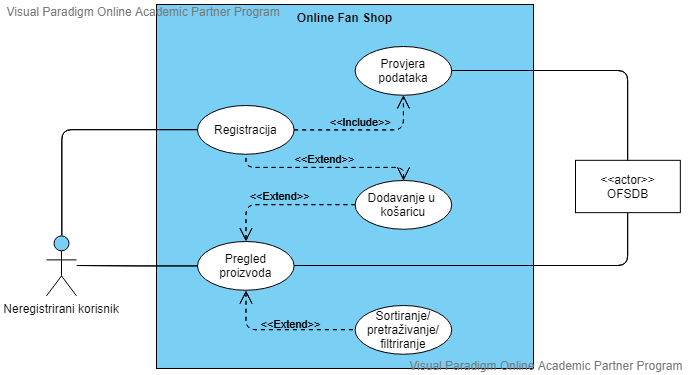 Visual Paradigm Online Academic Partner Program
Online Fan Shop
Provjera
podataka
<<Include>>
Registracija
<<Extend>>
<<actor>>
OFSDB
Dodavanje u
košaricu
<<Extend>>
Pregled
proizvoda
Neregistrirani korisnik
Sortiranje/
pretraživanje/
filtriranje
<<Extend>>
Visual Paradigm Online Academic Partner Program